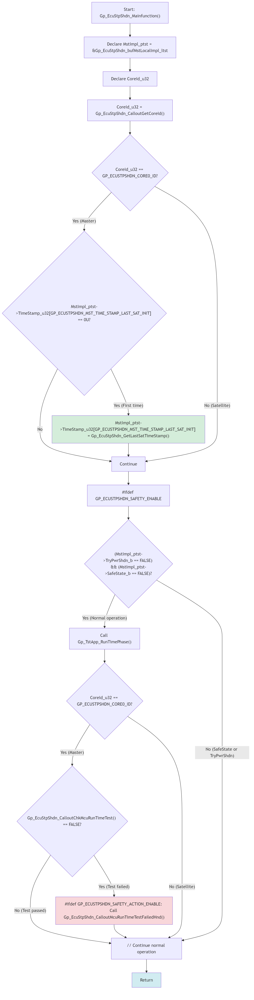 Start:
Gp_EcuStpShdn_Mainfunction()
Declare MstImpl_ptst =
&Gp_EcuStpShdn_bufMstLocalImpl_ltst
Declare CoreId_u32
CoreId_u32 =
Gp_EcuStpShdn_CalloutGetCoreId()
CoreId_u32 ==
GP_ECUSTPSHDN_CORE0_ID?
Yes (Master)
MstImpl_ptst-
>TimeStamp_u32[GP_ECUSTPSHDN_MST_TIME_STAMP_LAST_SAT_INIT]
== 0U?
Yes (First time)
No (Satellite)
No
MstImpl_ptst-
>TimeStamp_u32[GP_ECUSTPSHDN_MST_TIME_STAMP_LAST_SAT_INIT]
= Gp_EcuStpShdn_GetLastSatTimeStamp()
Continue
#ifdef
GP_ECUSTPSHDN_SAFETY_ENABLE
(MstImpl_ptst-
>TryPwrShdn_b == FALSE)
&& (MstImpl_ptst-
>SafeState_b == FALSE)?
Yes (Normal operation)
Call
Gp_TstApp_RunTimePhase()
CoreId_u32 ==
GP_ECUSTPSHDN_CORE0_ID?
Yes (Master)
No (SafeState or
TryPwrShdn)
Gp_EcuStpShdn_CalloutChkMcuRunTimeTest()
== FALSE?
Yes (Test failed)
No (Satellite)
No (Test passed)
#ifdef GP_ECUSTPSHDN_SAFETY_ACTION_ENABLE:
Call
Gp_EcuStpShdn_CalloutMcuRunTimeTestFailedHnd()
// Continue normal
operation
Return